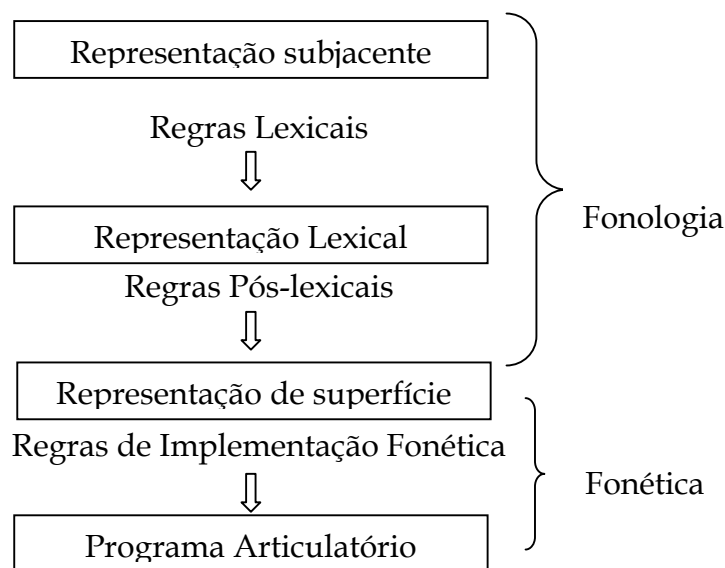 Representação subjacente
Regras Lexicais
Representação Lexical
Regras Pós-lexicais
Fonologia
Representação de superfície
Regras de Implementação Fonética
Fonética
Programa Articulatório